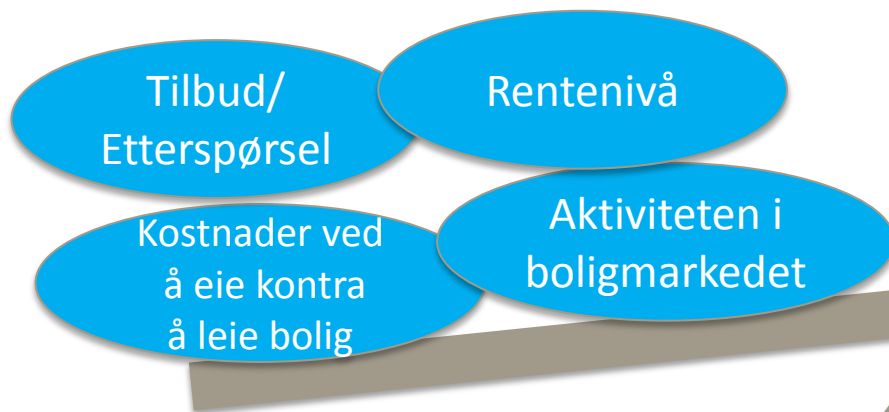 Tilbud/
Etterspørsel
Rentenivå
Kostnader ved
å eie kontra
å leie bolig
Aktiviteten i
boligmarkedet